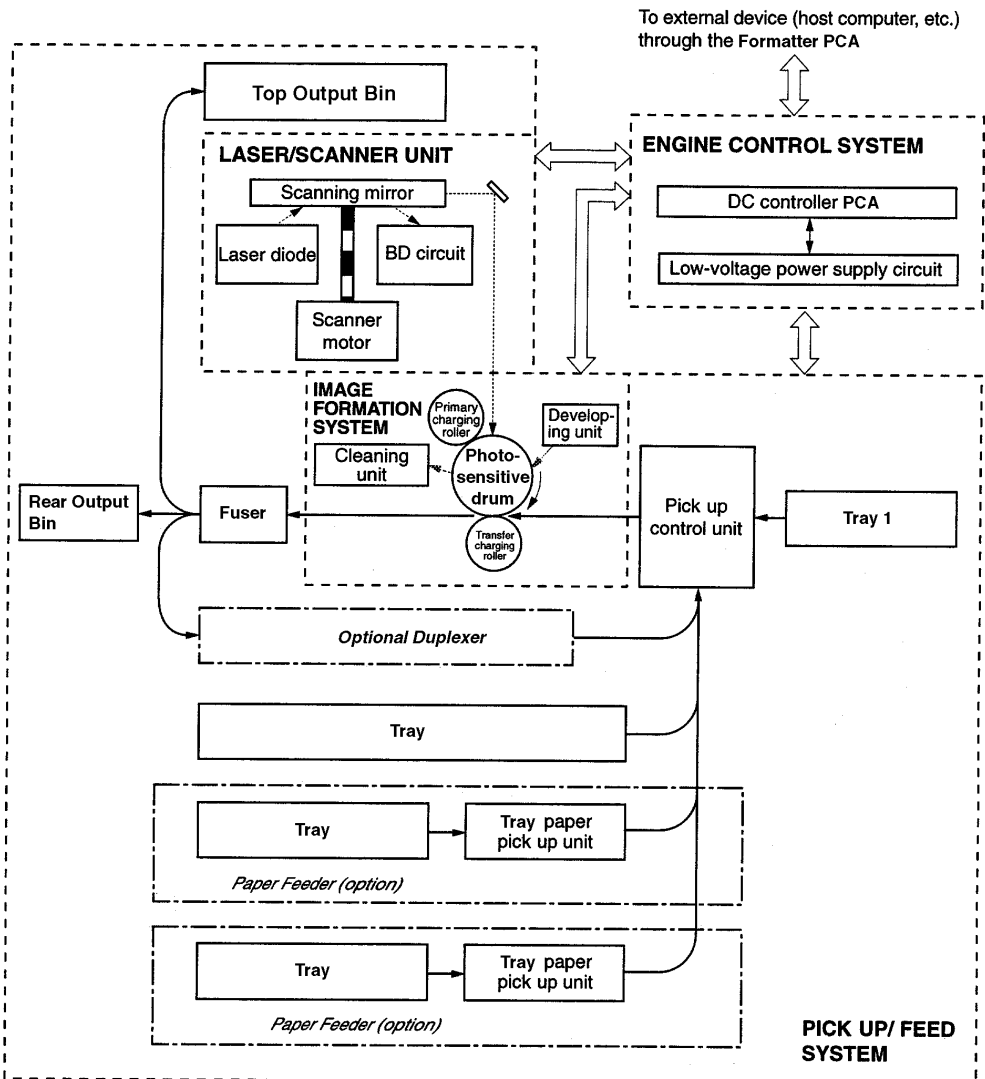 To external device (host computer, etc.)
through the Formatter PCA
Top Output Bin
LASER/SCANNER UNIT
Scanning mirror
Laser diode
BD circuit
Scanner
motor
ENGINE CONTROL SYSTEM
DC controller PCA
Low-voltage power supply circuit
IMAGE
FORMATION
SYSTEM
Primary
charging
roller
Develop-
ing unit
Cleaning
unit
Photo-
sensitive
drum
Transfer
charging
roller
Rear Output
Bin
Fuser
Pick up
control unit
Tray 1
Optional Duplexer
Tray
Tray
Tray paper
pick up unit
Paper Feeder (option)
Tray
Tray paper
pick up unit
Paper Feeder (option)
PICK UP/ FEED
SYSTEM